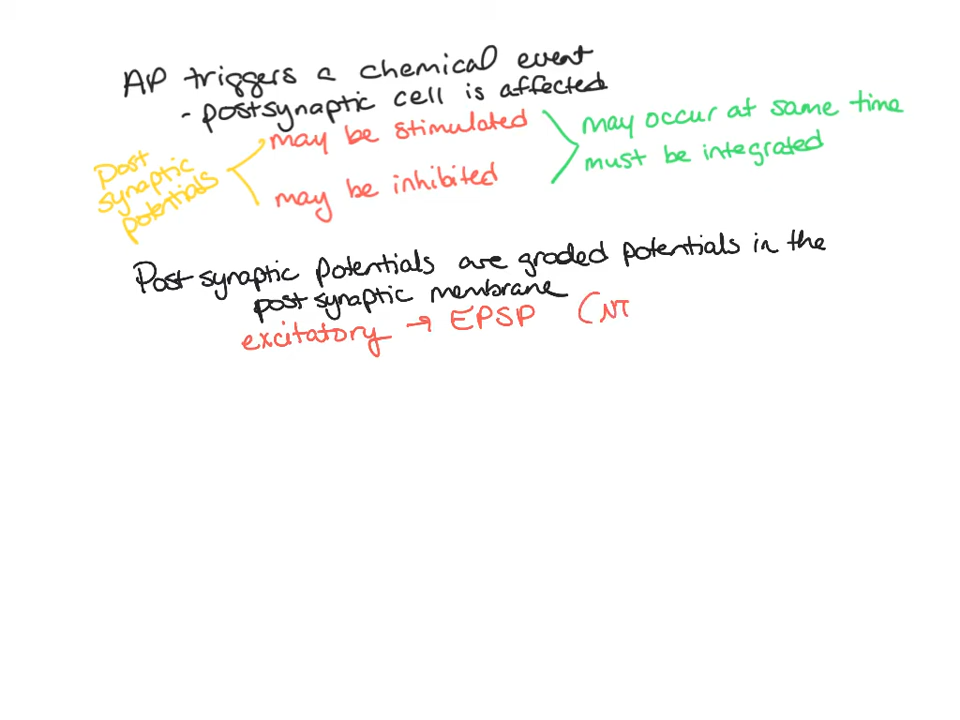 AP triggers a chemical event
- postsynaptic cell is affected
may be stimulated
may be inhibited
Post
synaptic
potentials
may occur at same time
must be integrated
Post synaptic potentials are graded potentials in the
post synaptic membrane
excitatory → EPSP (NT